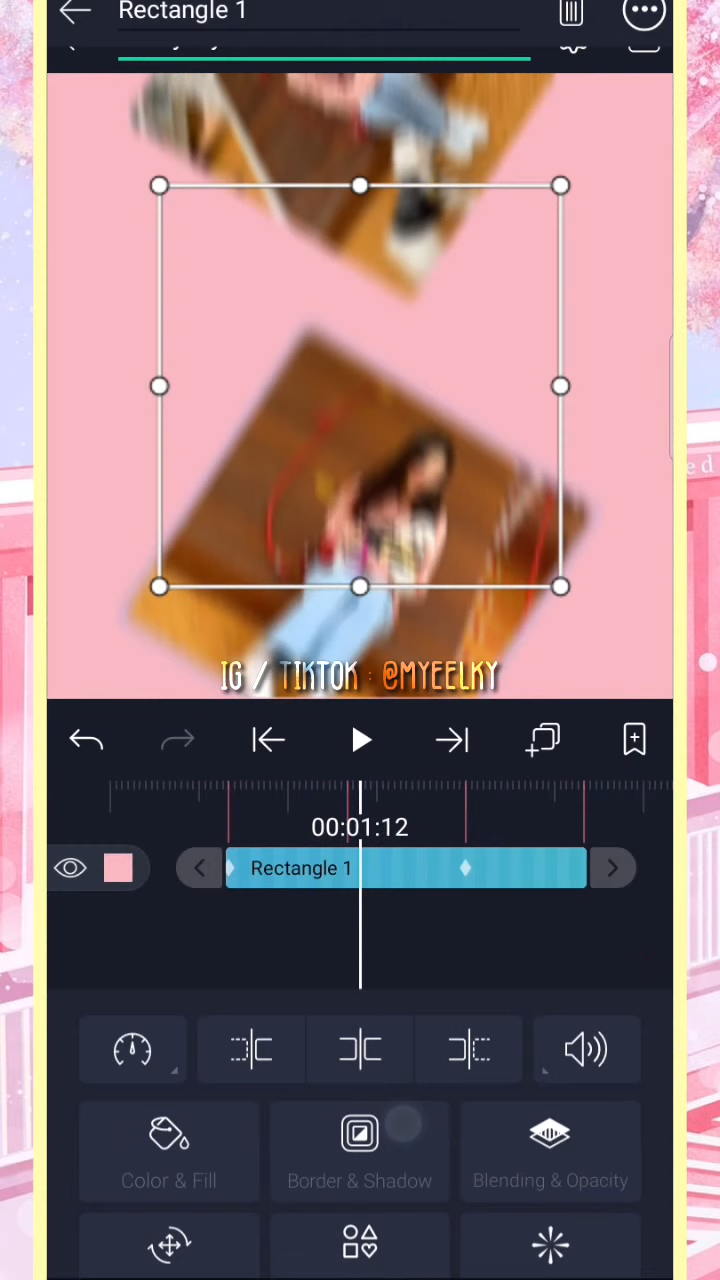 Rectangle 1
IG / TIKTOK : @MYEELKY
00:01:12
Rectangle 1
Color & Fill
Border & Shadow
Blending & Opacity